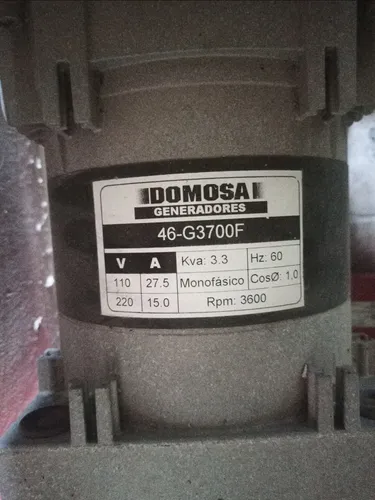 DOMOSA
GENERADORES
46-G3700F
V A Kva: 3.3 Hz: 60
110 27.5 Monofásico CosØ: 1.0
220 15.0 Rpm: 3600